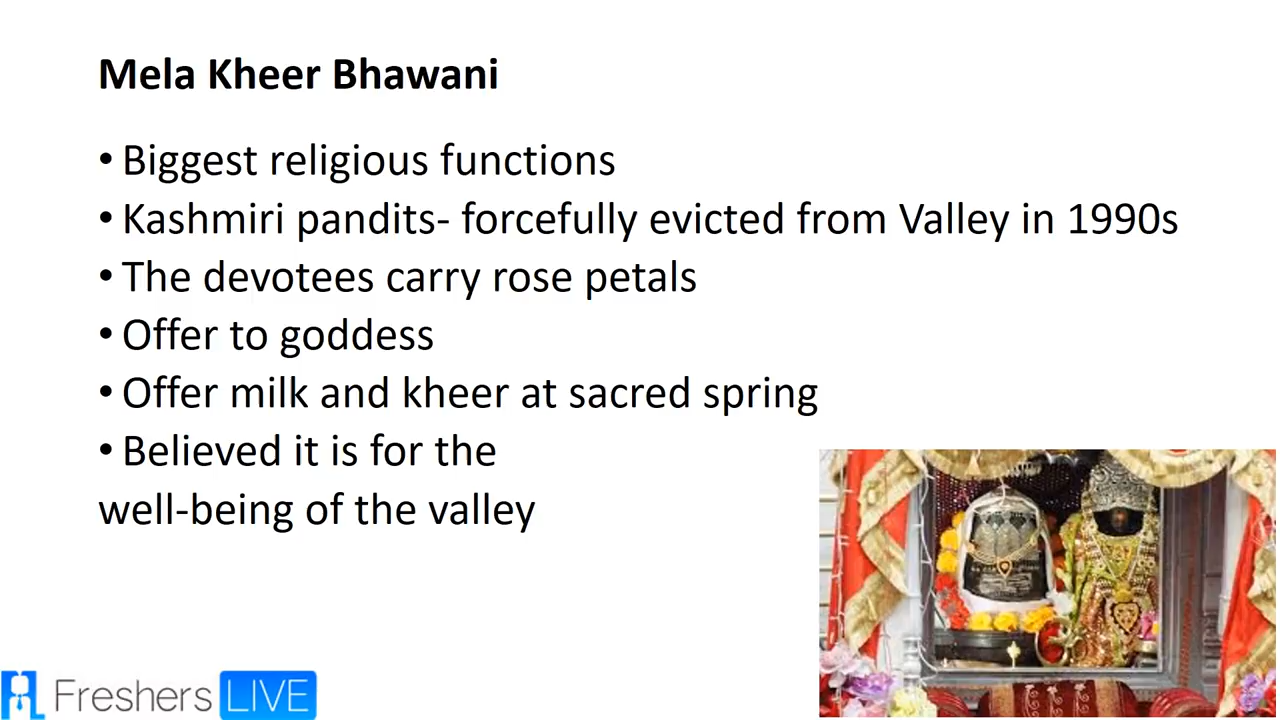 Mela Kheer Bhawani
• Biggest religious functions
• Kashmiri pandits- forcefully evicted from Valley in 1990s
• The devotees carry rose petals
• Offer to goddess
• Offer milk and kheer at sacred spring
• Believed it is for the
well-being of the valley
Freshers LIVE